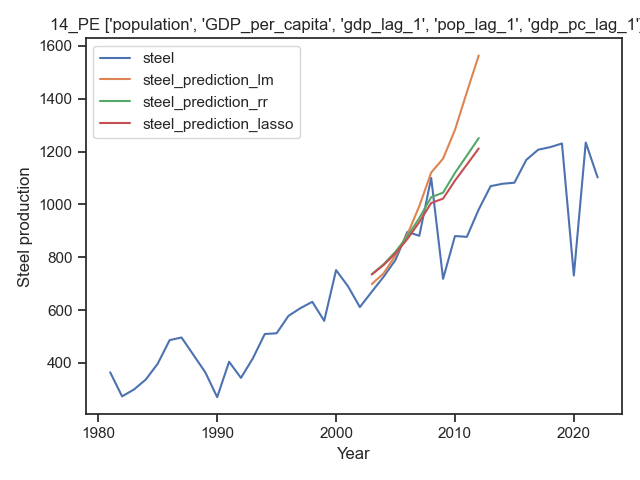 14_PE ['population', 'GDP_per_capita', 'gdp_lag_1', 'pop_lag_1', 'gdp_pc_lag_1']
steel
steel_prediction_lm
steel_prediction_rr
steel_prediction_lasso
1600
1400
1200
1000
800
600
400
Steel production
1980
1990
2000
2010
2020
Year